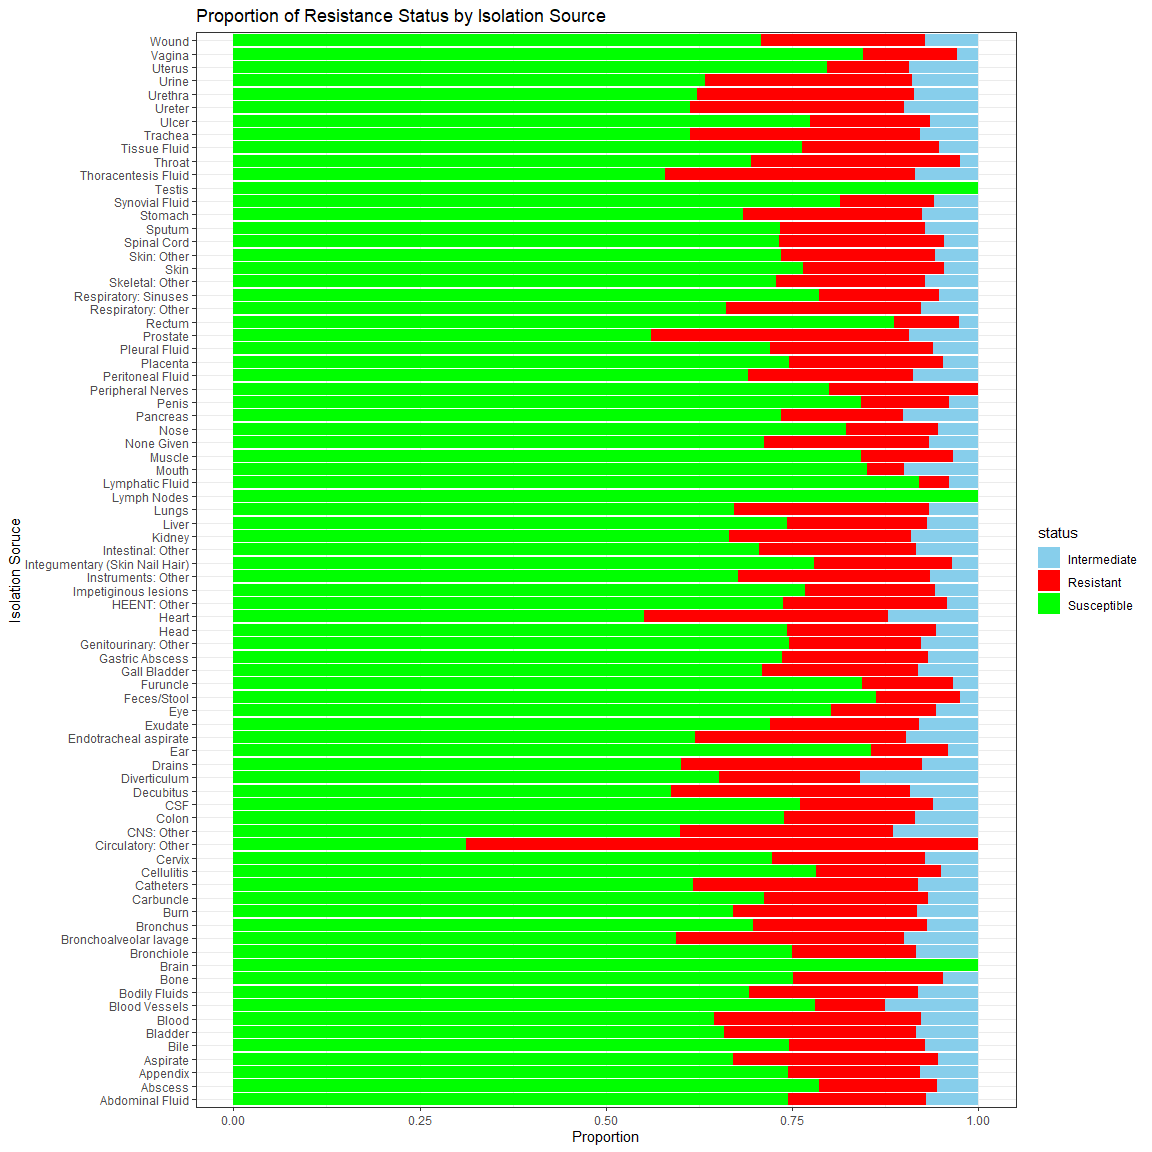 Proportion of Resistance Status by Isolation Source
Wound
Vagina
Uterus
Urine
Urethra
Ureter
Ulcer
Trachea
Tissue Fluid
Throat
Thoracentesis Fluid
Testis
Synovial Fluid
Stomach
Sputum
Spinal Cord
Skin: Other
Skin
Skeletal: Other
Respiratory: Sinuses
Respiratory: Other
Rectum
Prostate
Pleural Fluid
Placenta
Peritoneal Fluid
Peripheral Nerves
Penis
Pancreas
Nose
None Given
Muscle
Mouth
Lymphatic Fluid
Lymph Nodes
Lungs
Liver
Kidney
Intestinal: Other
Integumentary (Skin Nail Hair)
Instruments: Other
Impetiginous lesions
HEENT: Other
Heart
Head
Genitourinary: Other
Gastric Abscess
Gall Bladder
Furuncle
Feces/Stool
Eye
Exudate
Endotracheal aspirate
Ear
Drains
Diverticulum
Decubitus
CSF
Colon
CNS: Other
Circulatory: Other
Cervix
Cellulitis
Catheters
Carbuncle
Burn
Bronchus
Bronchoalveolar lavage
Bronchiole
Brain
Bone
Bodily Fluids
Blood Vessels
Blood
Bladder
Bile
Aspirate
Appendix
Abscess
Abdominal Fluid
0.00 0.25 0.50 0.75 1.00
Proportion
Isolation Soruce
status
Intermediate
Resistant
Susceptible